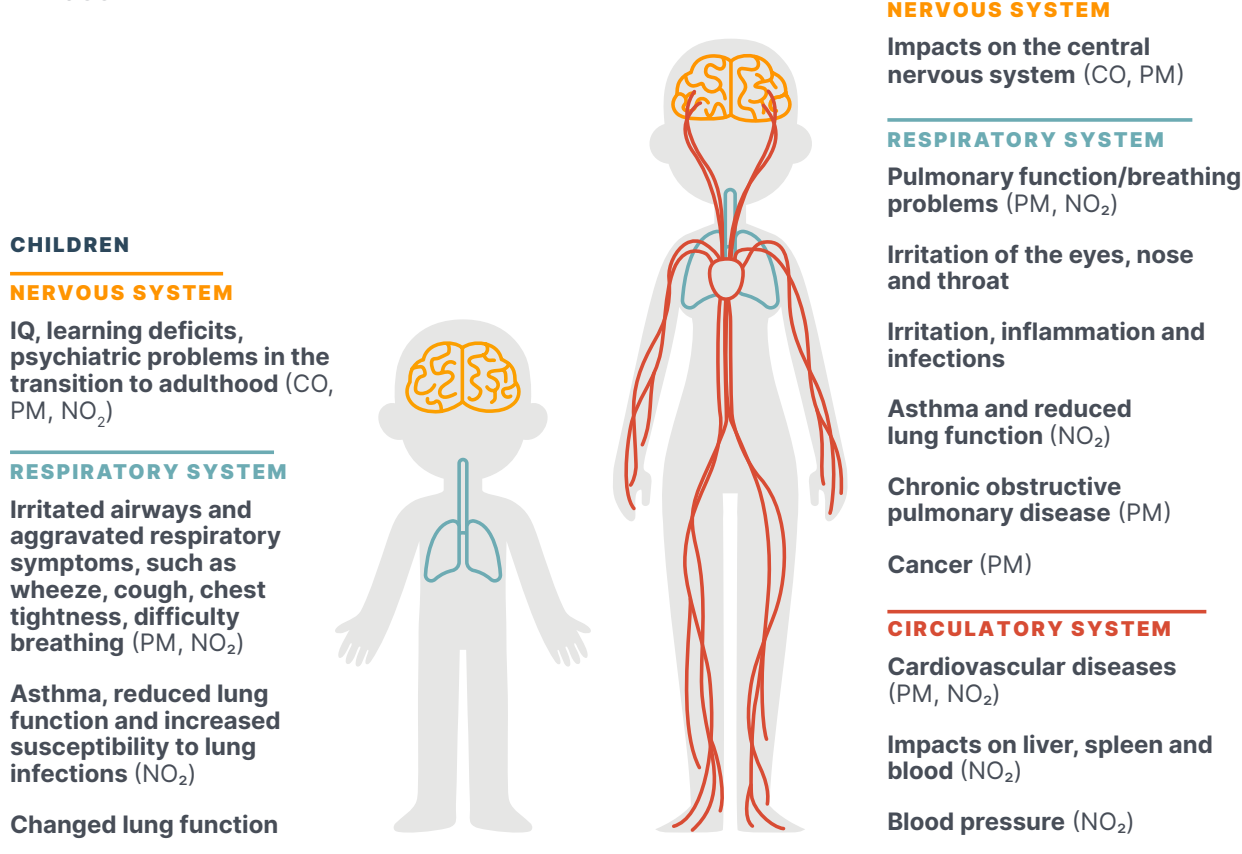 CHILDREN
NERVOUS SYSTEM
IQ, learning deficits,
psychiatric problems in the
transition to adulthood (CO,
PM, NO₂)
RESPIRATORY SYSTEM
Irritated airways and
aggravated respiratory
symptoms, such as
wheeze, cough, chest
tightness, difficulty
breathing (PM, NO₂)
Asthma, reduced lung
function and increased
susceptibility to lung
infections (NO₂)
Changed lung function
NERVOUS SYSTEM
Impacts on the central
nervous system (CO, PM)
RESPIRATORY SYSTEM
Pulmonary function/breathing
problems (PM, NO₂)
Irritation of the eyes, nose
and throat
Irritation, inflammation and
infections
Asthma and reduced
lung function (NO₂)
Chronic obstructive
pulmonary disease (PM)
Cancer (PM)
CIRCULATORY SYSTEM
Cardiovascular diseases
(PM, NO₂)
Impacts on liver, spleen and
blood (NO₂)
Blood pressure (NO₂)